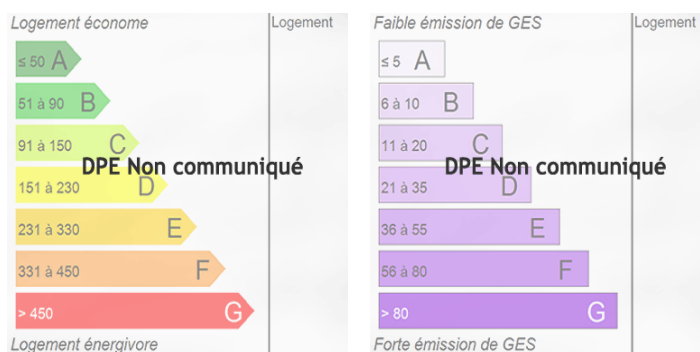 Logement économe
Logement
≤ 50 A
51 à 90 B
91 à 150 C
DPE Non communiqué
151 à 230 D
231 à 330 E
331 à 450 F
> 450 G
Logement énergivore
Faible émission de GES
Logement
≤ 5 A
6 à 10 B
11 à 20 C
DPE Non communiqué
21 à 35 D
36 à 55 E
56 à 80 F
> 80 G
Forte émission de GES